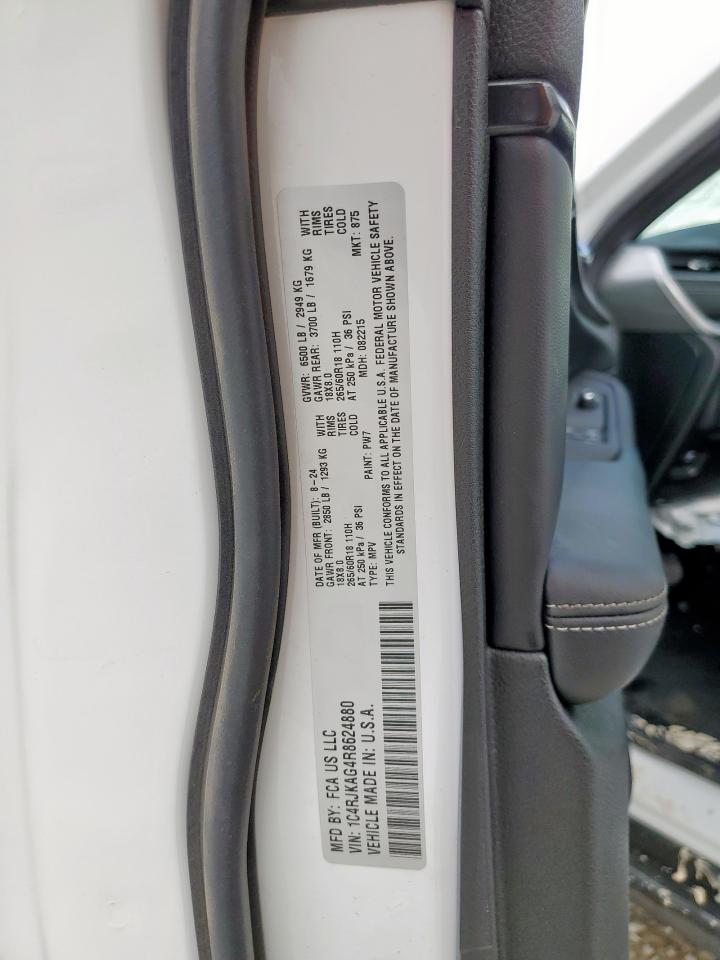 MFD BY: FCA US LLC
VIN: 1C4RJKAG4R8624880
VEHICLE MADE IN: U.S.A.
DATE OF MFR (BUILT): 8-24
GAWR FRONT: 2850 LB / 1293 KG WITH
18X8.0 RIMS
265/60R18 110H TIRES
AT 250 kPa / 36 PSI COLD
TYPE: MPV PAINT: PW7
GVWR: 6500 LB / 2949 KG
GAWR REAR: 3700 LB / 1679 KG WITH
18X8.0 RIMS
265/60R18 110H TIRES
AT 250 kPa / 36 PSI COLD
MDH: 082215 MKT: 875
THIS VEHICLE CONFORMS TO ALL APPLICABLE U.S.A. FEDERAL MOTOR VEHICLE SAFETY
STANDARDS IN EFFECT ON THE DATE OF MANUFACTURE SHOWN ABOVE.